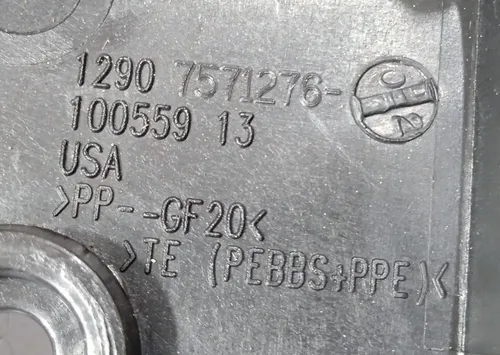 1290 7571276-
100559 13
USA
>PP--GF20<
>TE (PEBBS+PPE)<